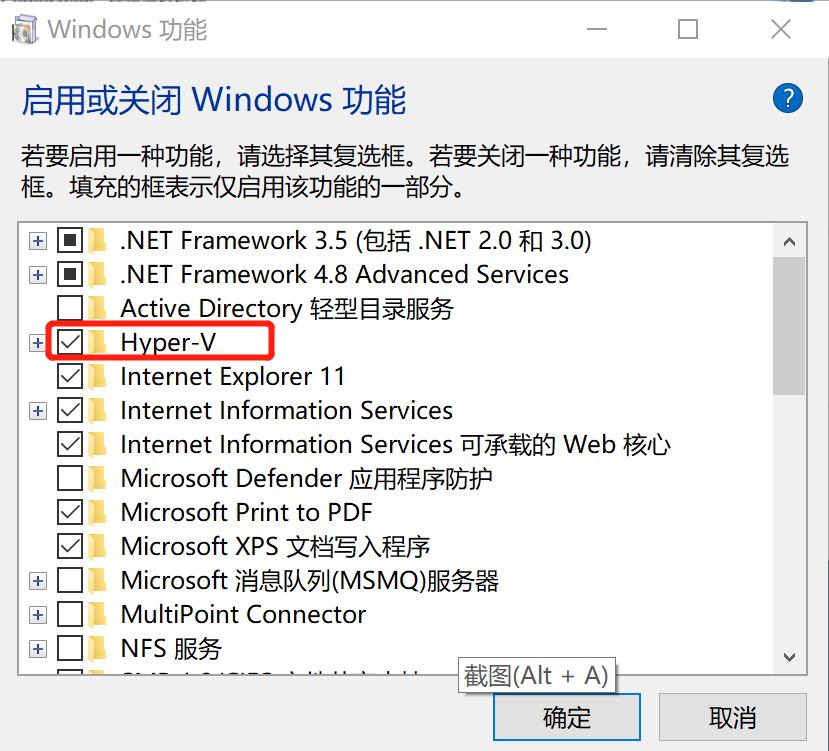 Windows 功能
启用或关闭 Windows 功能
?
若要启用一种功能，请选择其复选框。若要关闭一种功能，请清除其复选
框。填充的框表示仅启用该功能的一部分。
.NET Framework 3.5 (包括 .NET 2.0 和 3.0)
.NET Framework 4.8 Advanced Services
Active Directory 轻型目录服务
Hyper-V
Internet Explorer 11
Internet Information Services
Internet Information Services 可承载的 Web 核心
Microsoft Defender 应用程序防护
Microsoft Print to PDF
Microsoft XPS 文档写入程序
Microsoft 消息队列(MSMQ)服务器
MultiPoint Connector
NFS 服务
截图(Alt + A)
确定
取消